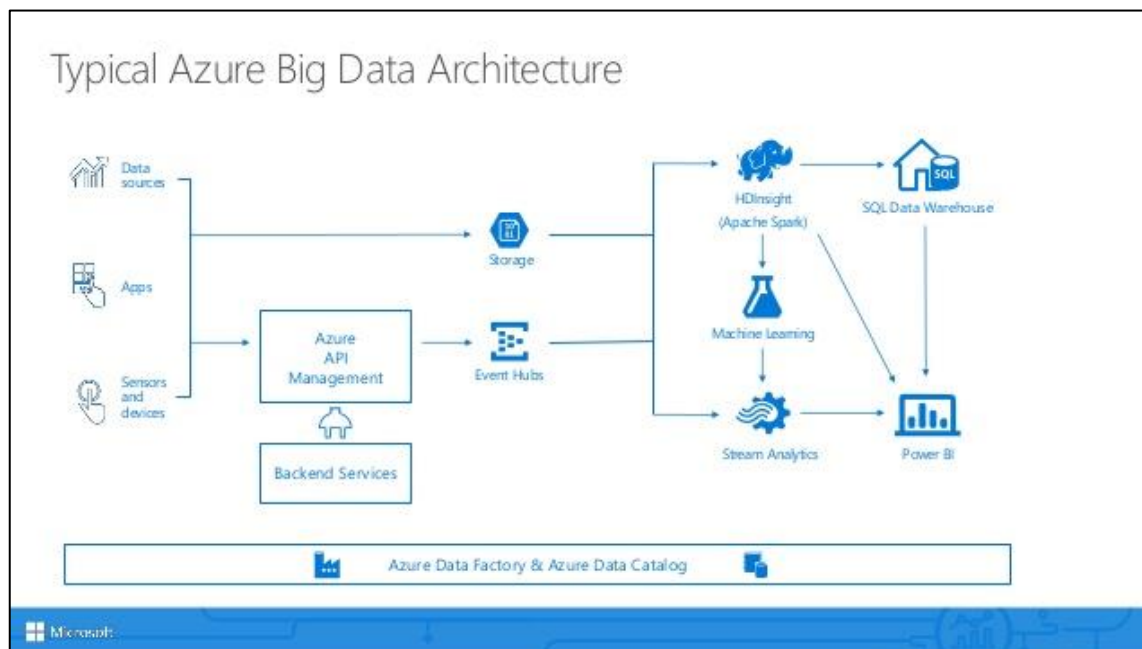 Typical Azure Big Data Architecture
Data
sources
Apps
Sensors
and
devices
Azure
API
Management
Backend Services
Storage
Event Hubs
HDInsight
(Apache Spark)
Machine Learning
Stream Analytics
SQL
SQL Data Warehouse
Power BI
Azure Data Factory & Azure Data Catalog
Microsoft